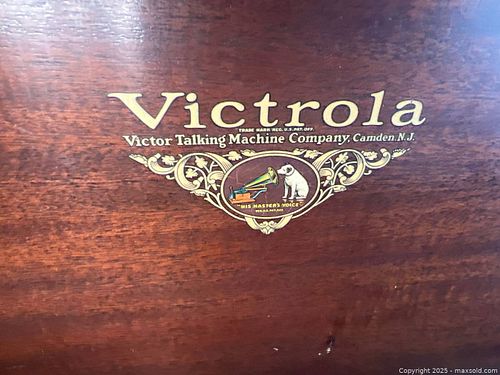 Victrola
TRADE MARK REG. U.S. PAT. OFF.
Victor Talking Machine Company, Camden. N.J.
"HIS MASTER'S VOICE"
Copyright 2025 - maxsold.com